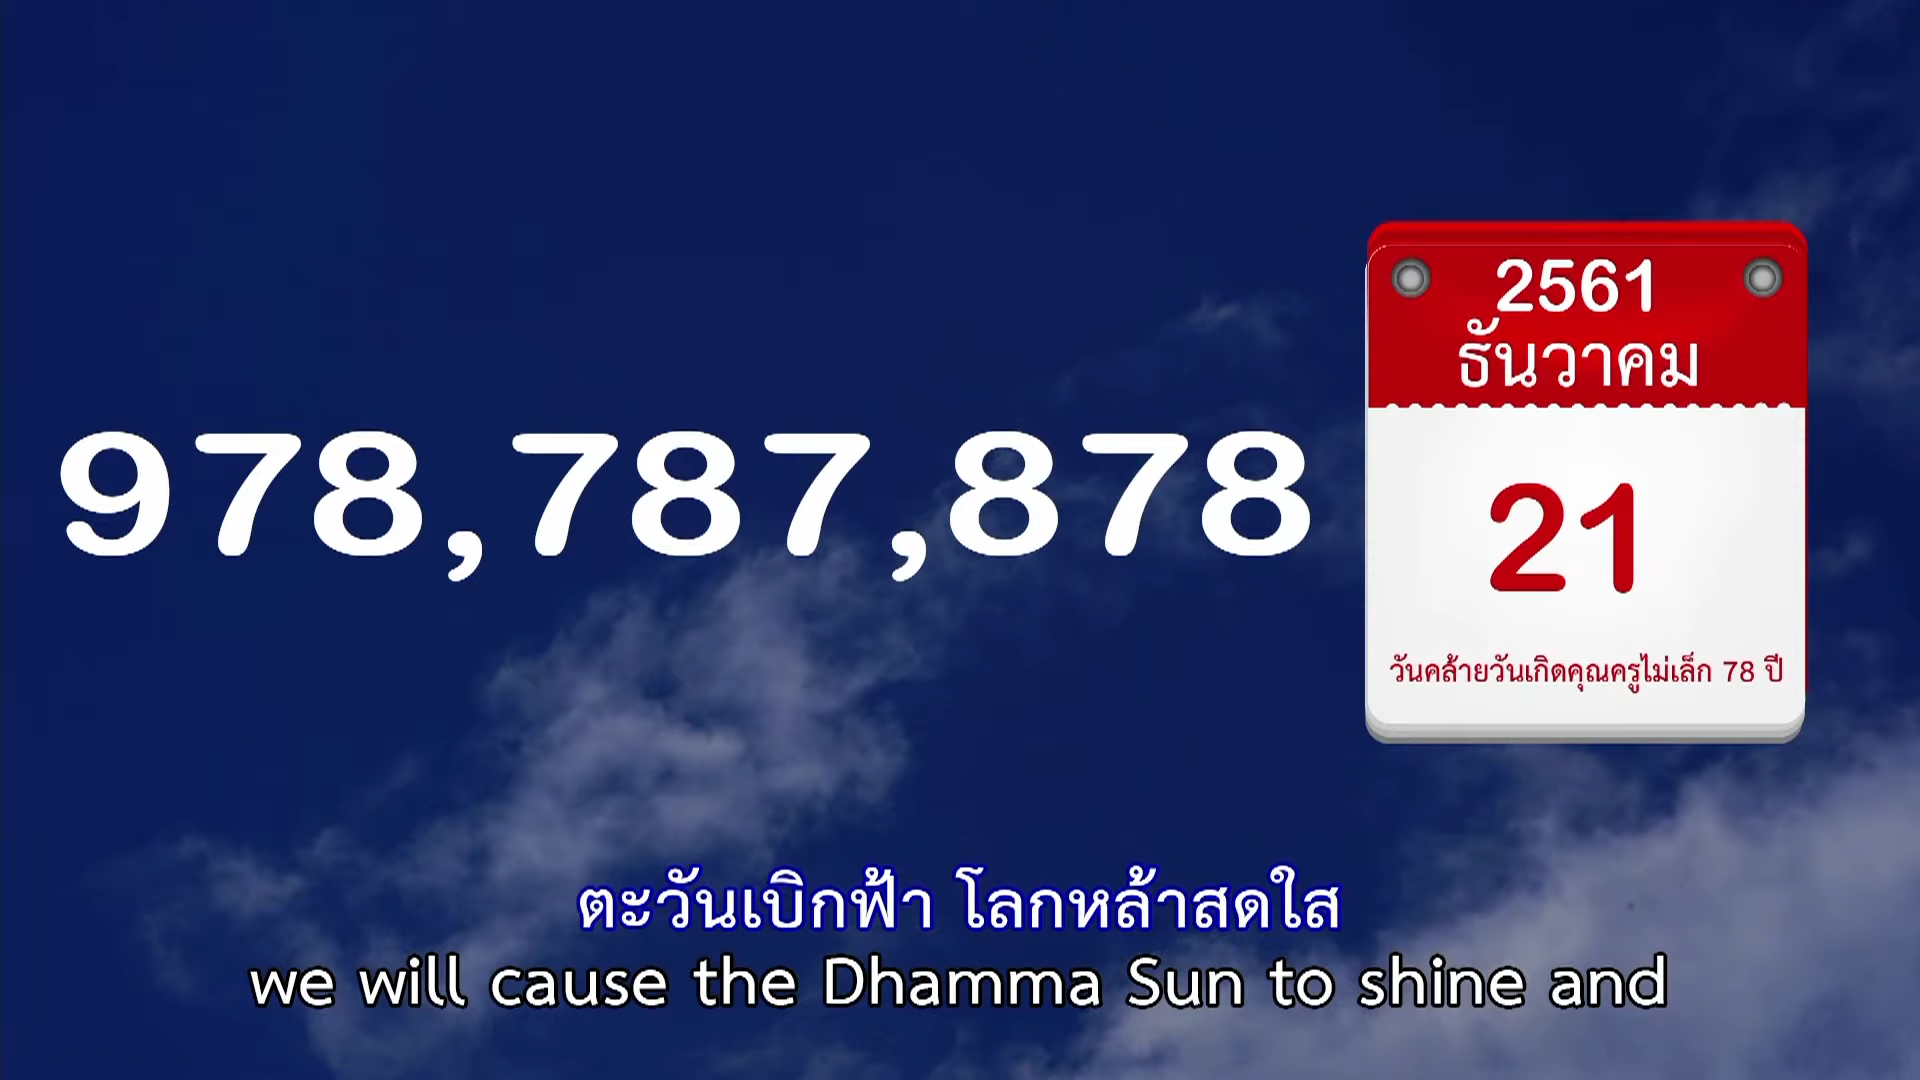 978,787,878
2561
ธันวาคม
21
วันคล้ายวันเกิดคุณครูไม่เล็ก 78 ปี
ตะวันเบิกฟ้า โลกหล้าสดใส
we will cause the Dhamma Sun to shine and